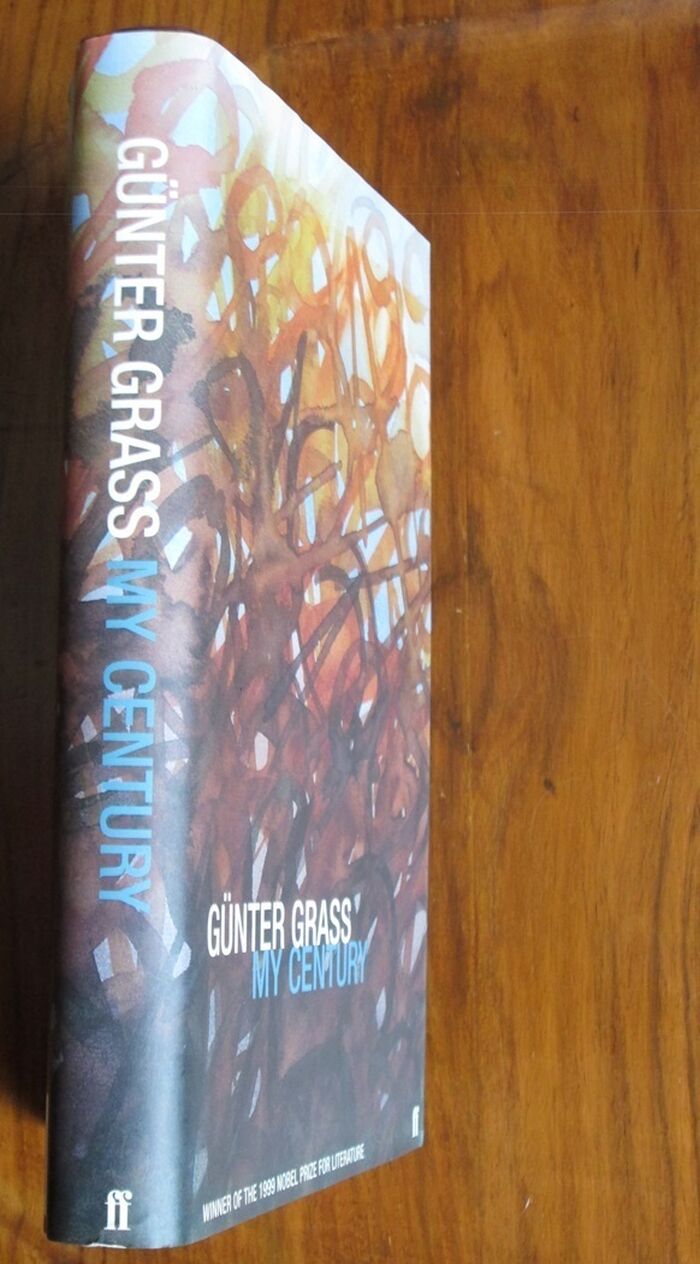 GÜNTER GRASS MY CENTURY
ff
GÜNTER GRASS
MY CENTURY
ff
WINNER OF THE 1999 NOBEL PRIZE FOR LITERATURE